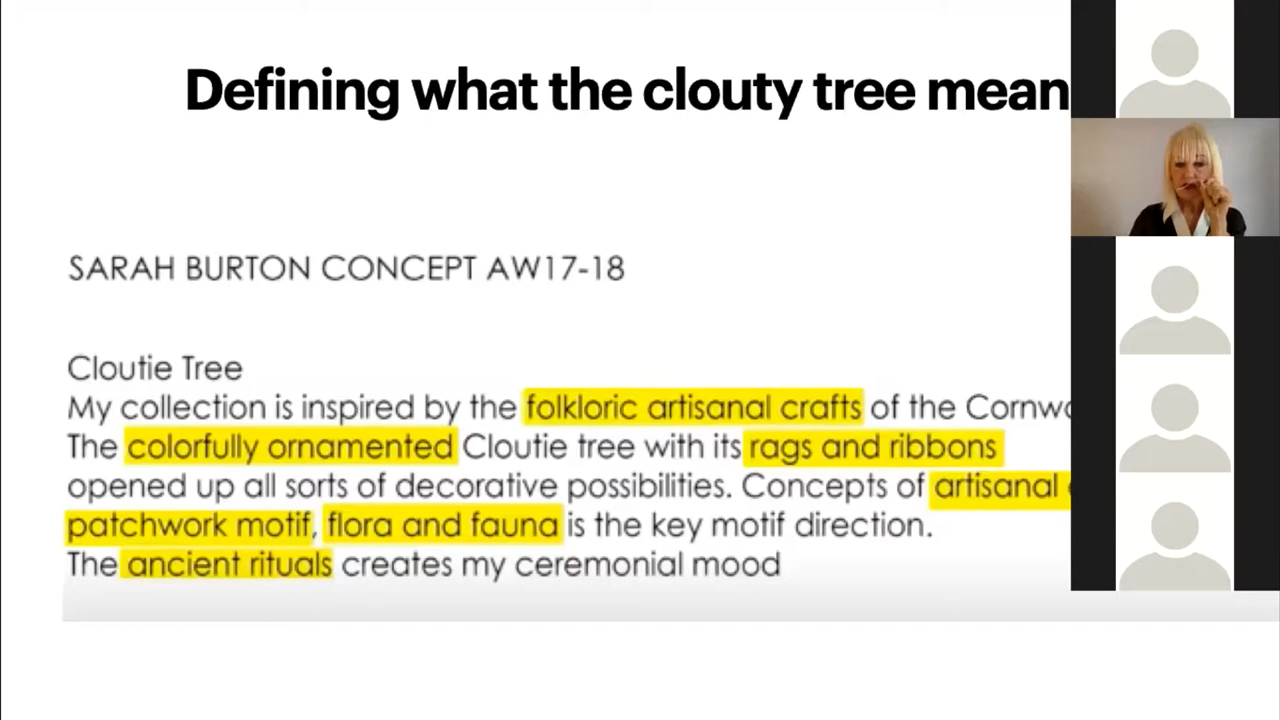 Defining what the clouty tree mean
SARAH BURTON CONCEPT AW17-18
Cloutie Tree
My collection is inspired by the folkloric artisanal crafts of the
The colorfully ornamented Cloutie tree with its rags and ribbons
opened up all sorts of decorative possibilities. Concepts of artisanal
patchwork motif, flora and fauna is the key motif direction.
The ancient rituals creates my ceremonial mood